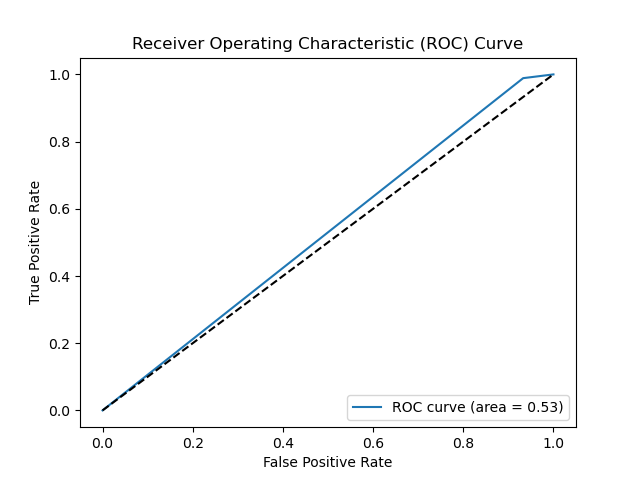 Receiver Operating Characteristic (ROC) Curve
1.0
0.8
0.6
0.4
0.2
0.0
True Positive Rate
ROC curve (area = 0.53)
0.0 0.2 0.4 0.6 0.8 1.0
False Positive Rate